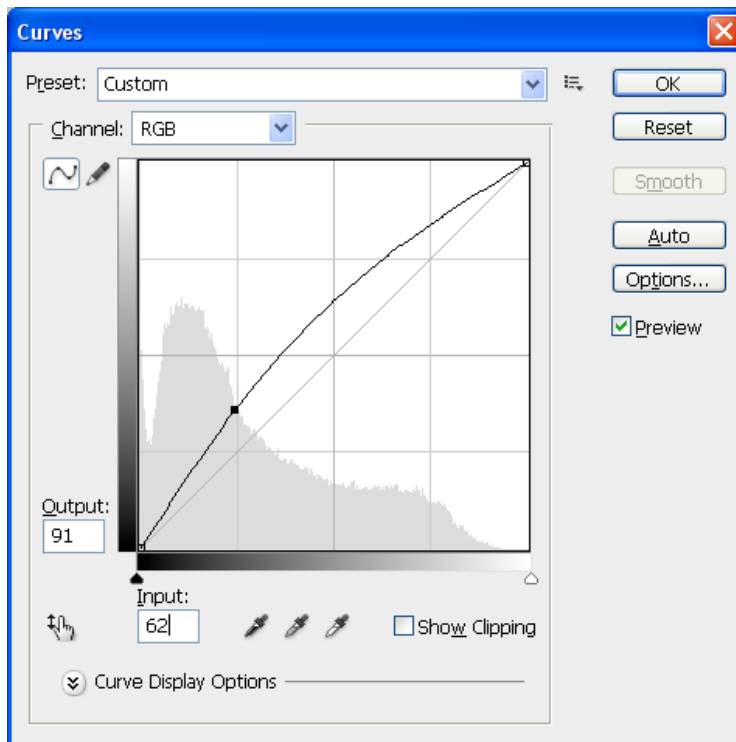 Curves
Preset: Custom
OK
Channel: RGB
Reset
Smooth
Auto
Options...
Preview
Output:
91
Input:
62
Show Clipping
Curve Display Options